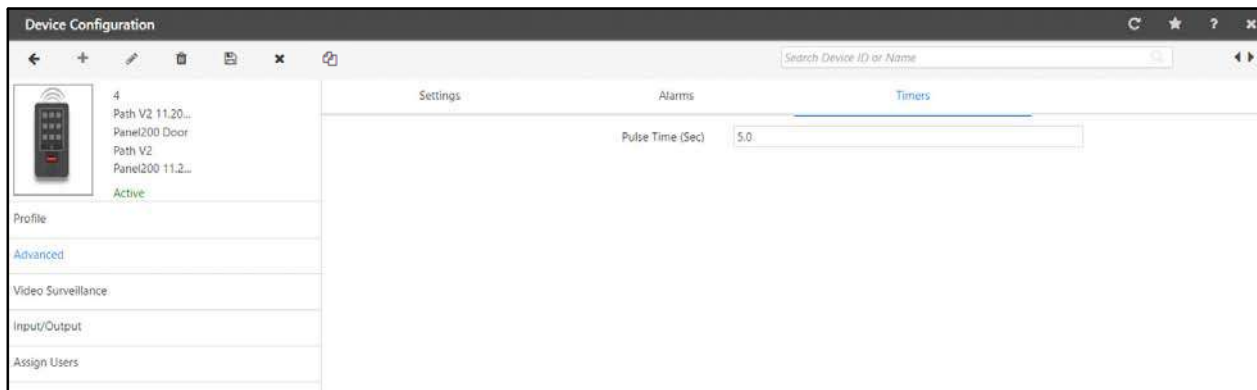 Device Configuration
?
Search Device ID or Name
4
Path V2 11.20...
Panel200 Door
Path V2
Panel200 11.2...
Active
Settings Alarms Timers
Pulse Time (Sec) 5.0
Profile
Advanced
Video Surveillance
Input/Output
Assign Users